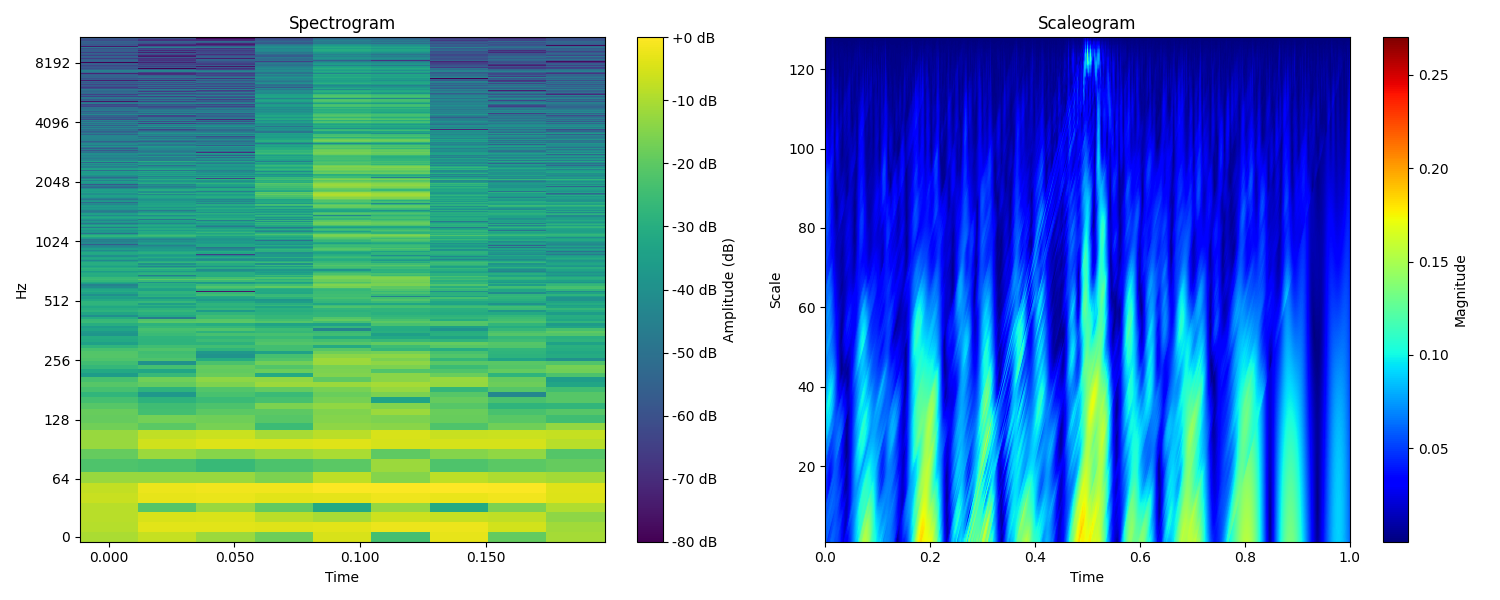 Spectrogram
Hz
8192
4096
2048
1024
512
256
128
64
0
0.000 0.050 0.100 0.150
Time
+0 dB
-10 dB
-20 dB
-30 dB
-40 dB
-50 dB
-60 dB
-70 dB
-80 dB
Amplitude (dB)
Scaleogram
Scale
120
100
80
60
40
20
0.0 0.2 0.4 0.6 0.8 1.0
Time
0.25
0.20
0.15
0.10
0.05
Magnitude